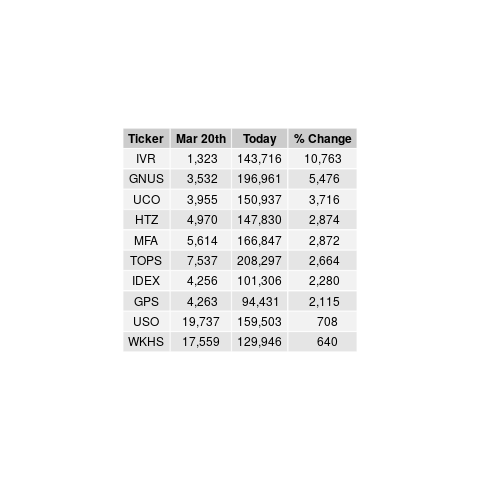 Ticker Mar 20th Today % Change
IVR 1,323 143,716 10,763
GNUS 3,532 196,961 5,476
UCO 3,955 150,937 3,716
HTZ 4,970 147,830 2,874
MFA 5,614 166,847 2,872
TOPS 7,537 208,297 2,664
IDEX 4,256 101,306 2,280
GPS 4,263 94,431 2,115
USO 19,737 159,503 708
WKHS 17,559 129,946 640